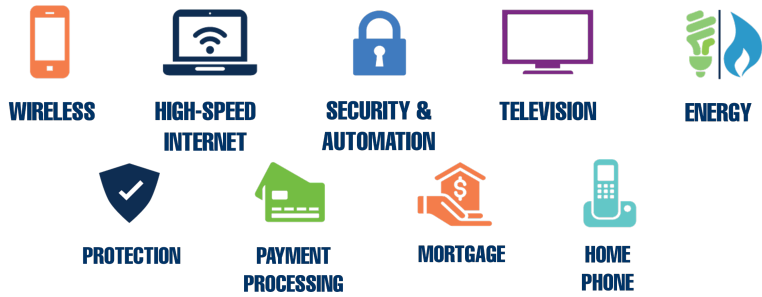 WIRELESS
HIGH-SPEED
INTERNET
SECURITY &
AUTOMATION
TELEVISION
ENERGY
PROTECTION
PAYMENT
PROCESSING
$
MORTGAGE
HOME
PHONE